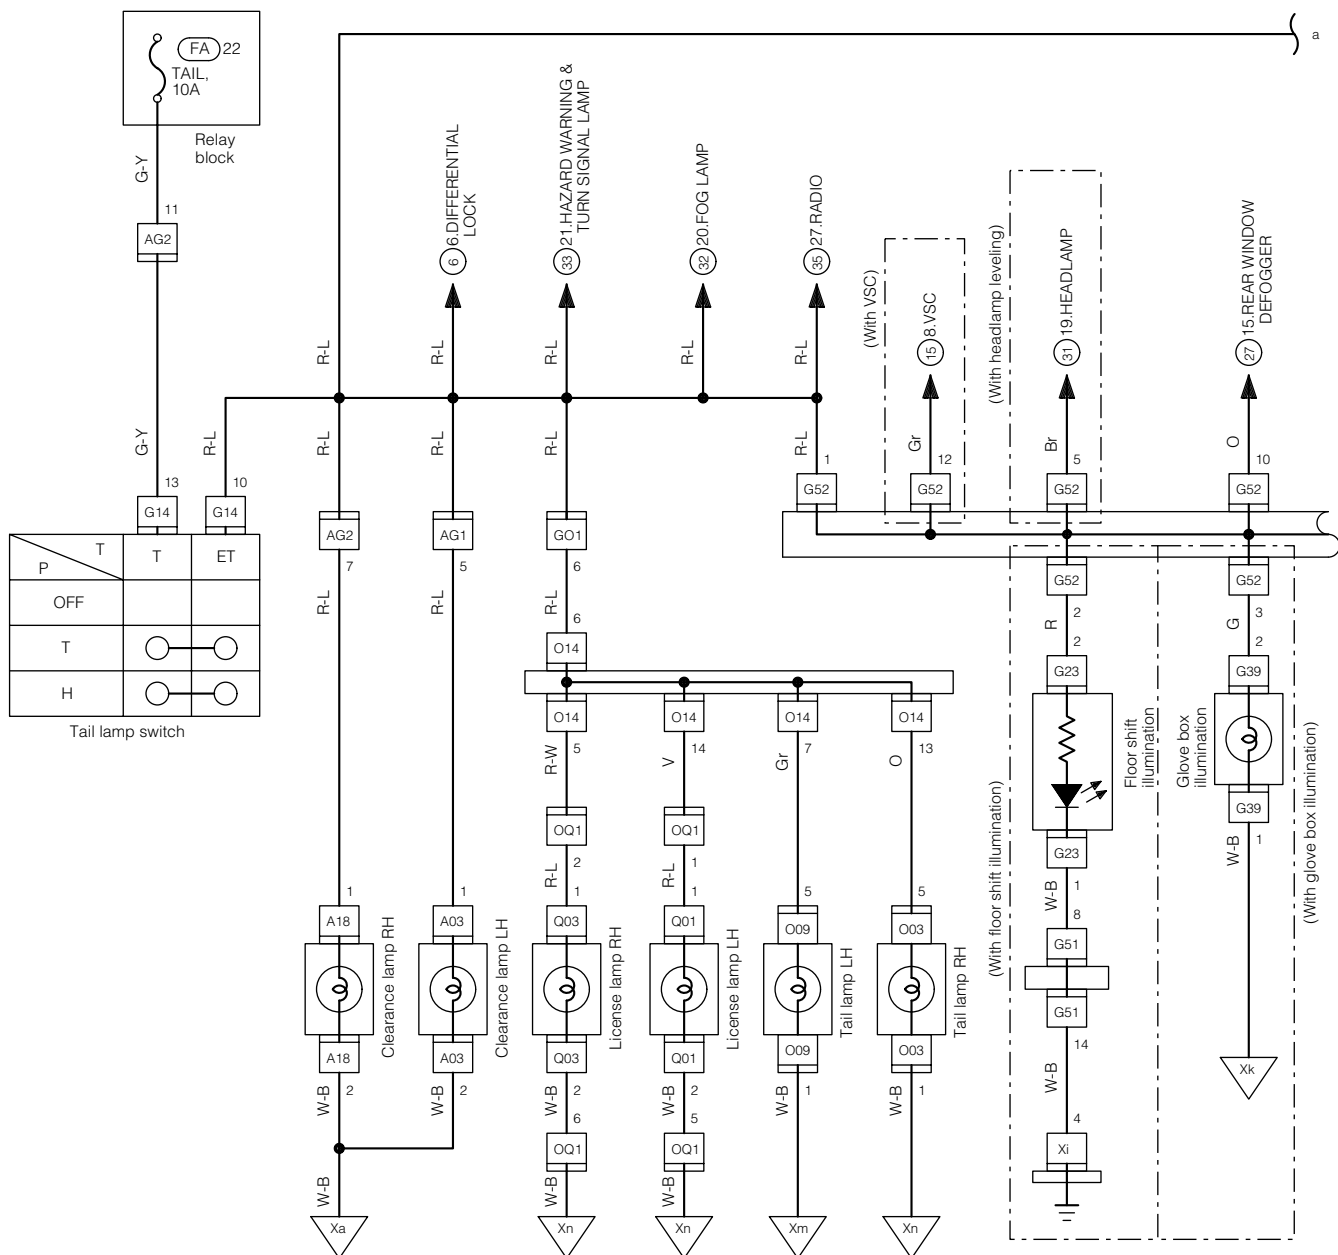 FA 22
TAIL,
10A
Relay
block
G-Y
11
AG2
G-Y
R-L
13
10
G14
G14
P T
T
ET
OFF
T
H
Tail lamp switch
a
6 6.DIFFERENTIAL
LOCK
33 21.HAZARD WARNING &
TURN SIGNAL LAMP
32 20.FOG LAMP
35 27.RADIO
(With VSC)
15 8.VSC
(With headlamp leveling)
31 19.HEADLAMP
27 15.REAR WINDOW
DEFOGGER
R-L
R-L
R-L
R-L
R-L
R-L
R-L
R-L
R-L
1
Gr
12
Br
5
O
10
G52
G52
G52
G52
AG2
AG1
GO1
7
5
6
R-L
R-L
R-L
6
O14
O14
O14
O14
O14
5
14
7
13
R-W
V
Gr
O
OQ1
OQ1
2
1
R-L
R-L
1
1
1
1
5
5
A18
A03
Q03
Q01
O09
O03
Clearance lamp RH
Clearance lamp LH
License lamp RH
License lamp LH
Tail lamp LH
Tail lamp RH
A18
A03
Q03
Q01
O09
O03
W-B
2
W-B
2
W-B
2
W-B
2
W-B
1
W-B
1
6
5
OQ1
OQ1
W-B
W-B
W-B
Xa
Xn
Xn
Xm
Xn
G52
G52
2
3
R
G
2
2
G23
G39
Floor shift
illumination
Glove box
illumination
G23
G39
W-B
1
W-B
1
8
G51
G51
14
W-B
4
Xi
Xk
(With floor shift illumination)
(With glove box illumination)